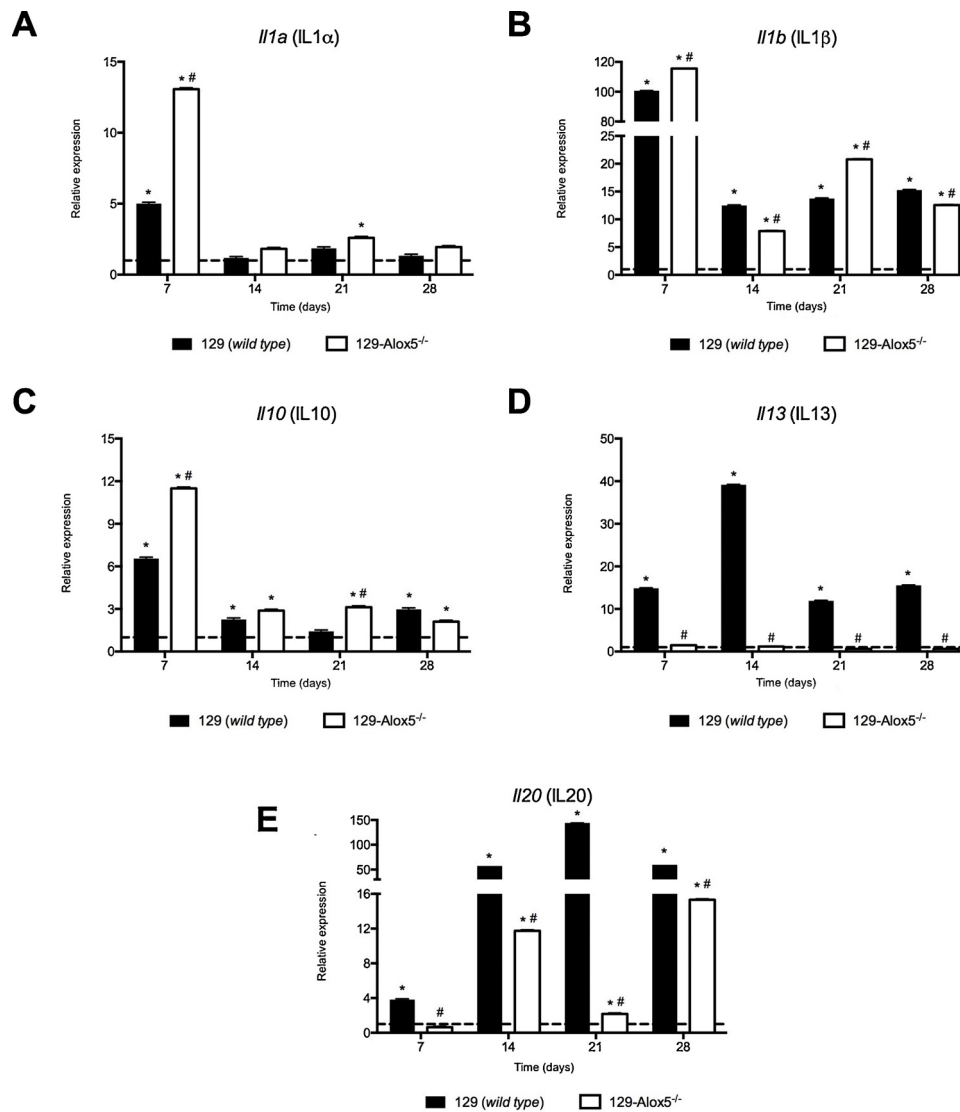 A
Il1a (IL1α)
15
10
5
0
Relative expression
*
* #
*
7 14 21 28
Time (days)
129 (wild type) 129-Alox5-/-
B
Il1b (IL1β)
120
100
80
60
40
25
20
15
10
5
0
Relative expression
*
* #
*
* #
*
* #
*
* #
7 14 21 28
Time (days)
129 (wild type) 129-Alox5-/-
C
Il10 (IL10)
15
12
9
6
3
0
Relative expression
*
* #
*
*
* #
*
*
7 14 21 28
Time (days)
129 (wild type) 129-Alox5-/-
D
Il13 (IL13)
50
40
30
20
10
0
Relative expression
*
#
*
#
*
#
*
#
7 14 21 28
Time (days)
129 (wild type) 129-Alox5-/-
E
Il20 (IL20)
150
100
50
16
12
8
4
0
Relative expression
*
#
*
* #
*
* #
*
* #
7 14 21 28
Time (days)
129 (wild type) 129-Alox5-/-